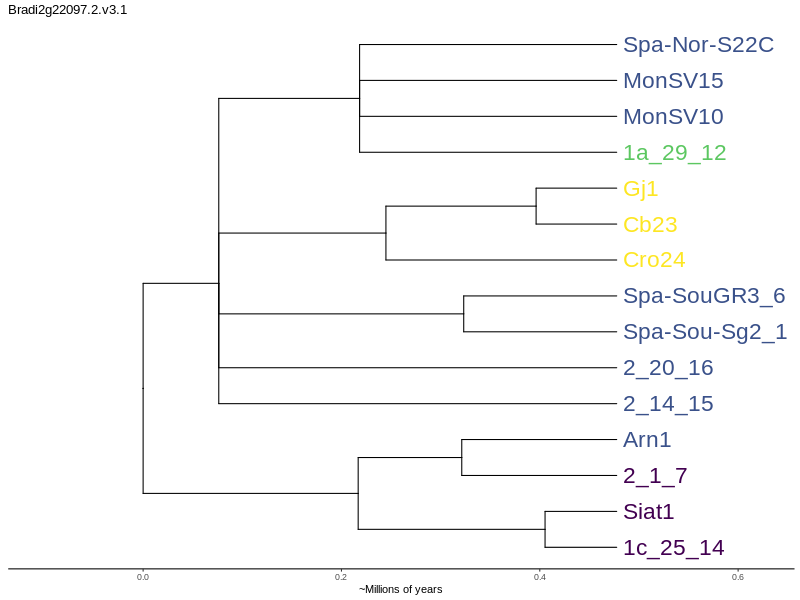 Bradi2g22097.2.v3.1
Spa-Nor-S22C
MonSV15
MonSV10
1a_29_12
Gj1
Cb23
Cro24
Spa-SouGR3_6
Spa-Sou-Sg2_1
2_20_16
2_14_15
Arn1
2_1_7
Siat1
1c_25_14
0.0 0.2 0.4 0.6
~Millions of years